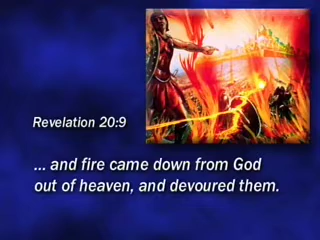 Revelation 20:9
... and fire came down from God
out of heaven, and devoured them.